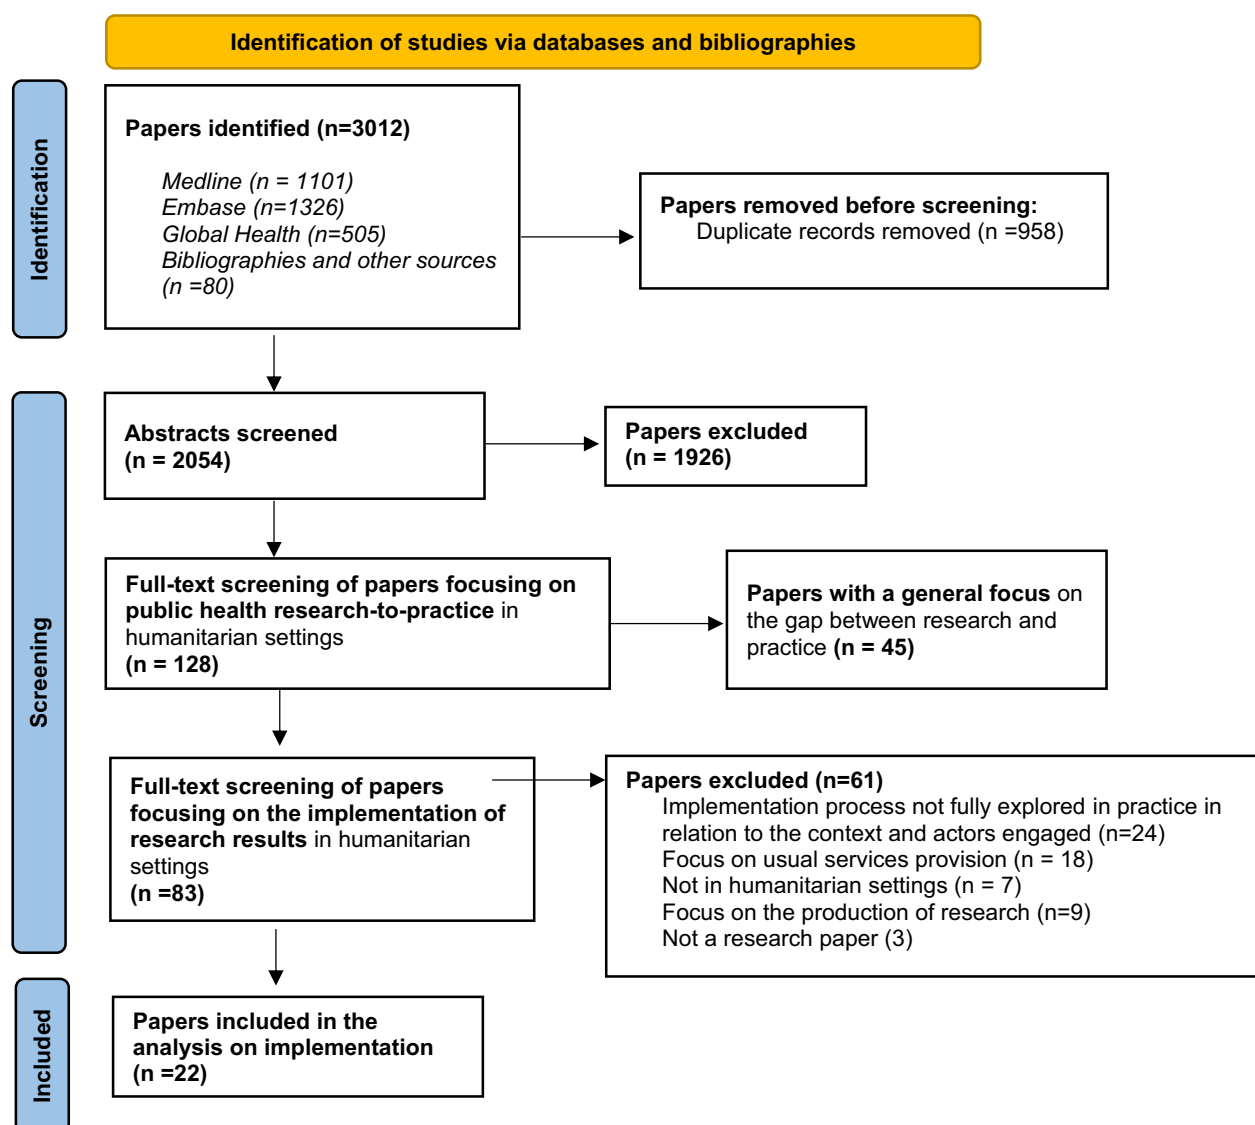 Identification of studies via databases and bibliographies
Identification
Papers identified (n=3012)
Medline (n = 1101)
Embase (n=1326)
Global Health (n=505)
Bibliographies and other sources
(n =80)
Papers removed before screening:
Duplicate records removed (n =958)
Screening
Abstracts screened
(n = 2054)
Papers excluded
(n = 1926)
Full-text screening of papers focusing on
public health research-to-practice in
humanitarian settings
(n = 128)
Papers with a general focus on
the gap between research and
practice (n = 45)
Full-text screening of papers
focusing on the implementation of
research results in humanitarian
settings
(n =83)
Papers excluded (n=61)
Implementation process not fully explored in practice in
relation to the context and actors engaged (n=24)
Focus on usual services provision (n = 18)
Not in humanitarian settings (n = 7)
Focus on the production of research (n=9)
Not a research paper (3)
Included
Papers included in the
analysis on implementation
(n =22)